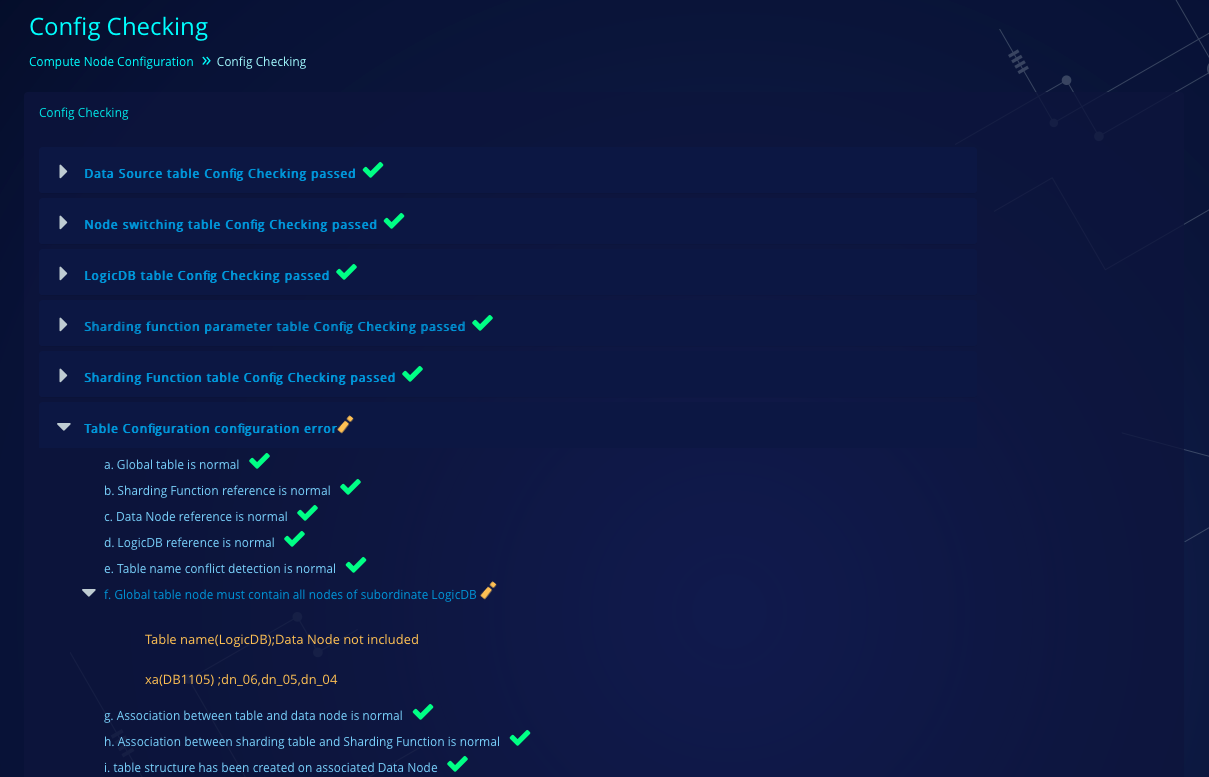 Config Checking
Compute Node Configuration » Config Checking
Config Checking
Data Source table Config Checking passed
Node switching table Config Checking passed
LogicDB table Config Checking passed
Sharding function parameter table Config Checking passed
Sharding Function table Config Checking passed
Table Configuration configuration error
a. Global table is normal
b. Sharding Function reference is normal
c. Data Node reference is normal
d. LogicDB reference is normal
e. Table name conflict detection is normal
f. Global table node must contain all nodes of subordinate LogicDB
Table name(LogicDB);Data Node not included
xa(DB1105) ;dn_06,dn_05,dn_04
g. Association between table and data node is normal
h. Association between sharding table and Sharding Function is normal
i. table structure has been created on associated Data Node